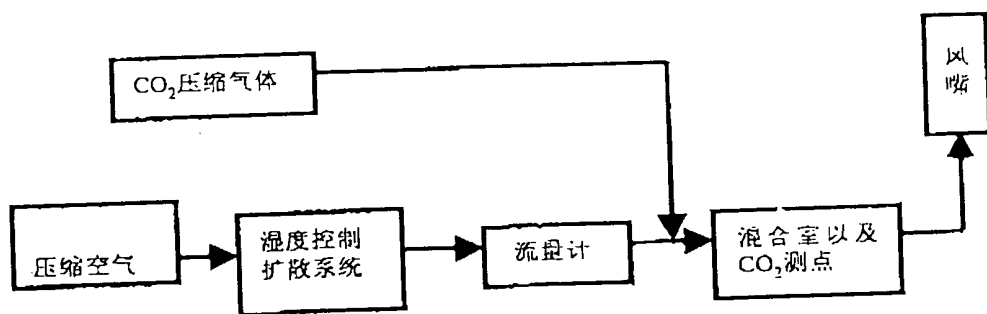 CO₂压缩气体
风
嘴
压缩空气
湿度控制
扩散系统
流量计
混合室以及
CO₂测点